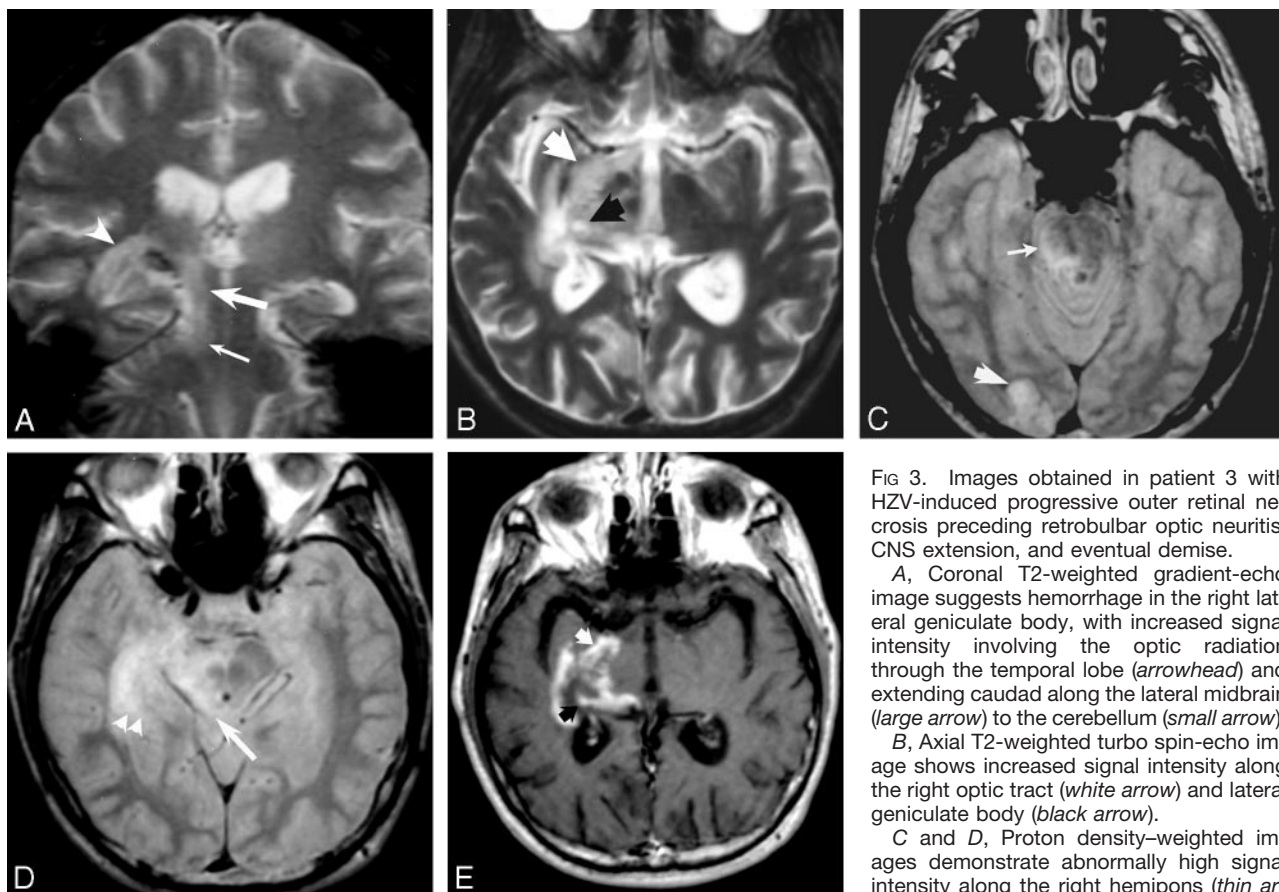 A
B
C
D
E
FIG 3. Images obtained in patient 3 with
HZV-induced progressive outer retinal ne-
crosis preceding retrobulbar optic neuritis
CNS extension, and eventual demise.
A, Coronal T2-weighted gradient-echo
image suggests hemorrhage in the right lat
eral geniculate body, with increased signa
intensity involving the optic radiation
through the temporal lobe (arrowhead) and
extending caudad along the lateral midbrain
(large arrow) to the cerebellum (small arrow)
B, Axial T2-weighted turbo spin-echo im
age shows increased signal intensity along
the right optic tract (white arrow) and latera
geniculate body (black arrow).
C and D, Proton density–weighted im
ages demonstrate abnormally high signa
intensity along the right hemipons (thin ar